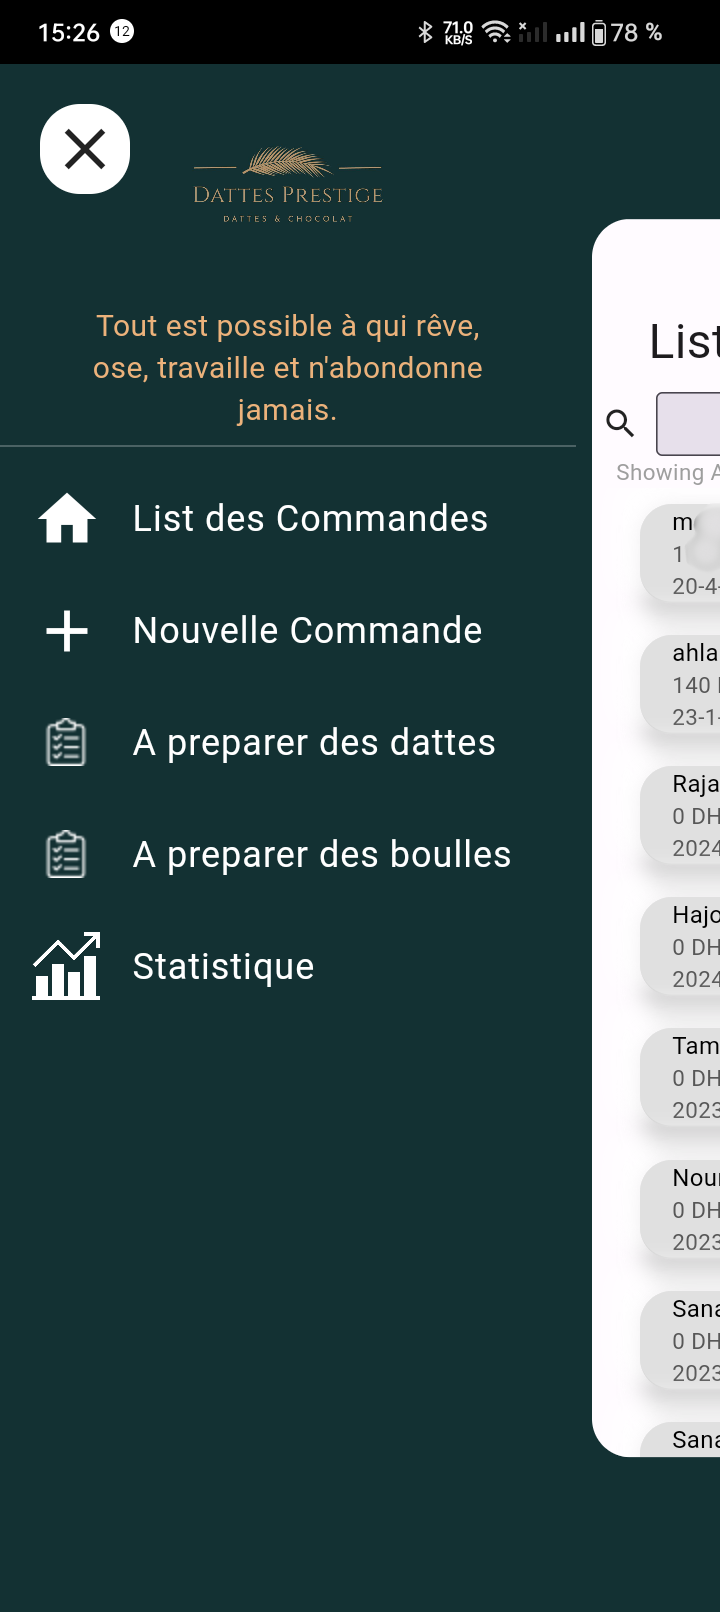 15:26 12 71.0 KB/S 78 %
DATTES PRESTIGE
DATTES & CHOCOLAT
Tout est possible à qui rêve,
ose, travaille et n'abondonne
jamais.
List des Commandes
Nouvelle Commande
A preparer des dattes
A preparer des boulles
Statistique
List
Showing A
m
1
20-4-
ahla
140
23-1-
Raja
0 DH
2024
Hajo
0 DH
2024
Tam
0 DH
2023
Nour
0 DH
2023
Sana
0 DH
2023
Sana